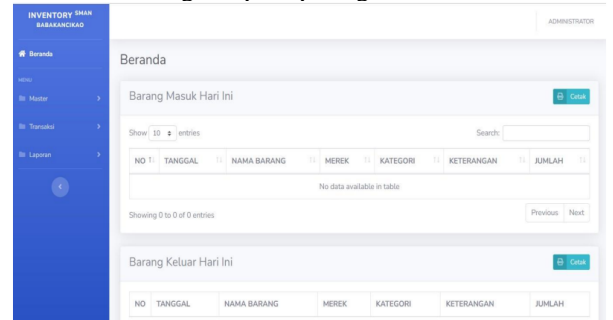 INVENTORY SMAN
BABAKANCIKAO
ADMINISTRATOR
Beranda
MENU
Master
Transaksi
Laporan
Beranda
Barang Masuk Hari Ini
Cetak
Show 10 entries
Search:
NO TANGGAL NAMA BARANG MEREK KATEGORI KETERANGAN JUMLAH
No data available in table
Showing 0 to 0 of 0 entries
Previous Next
Barang Keluar Hari Ini
Cetak
NO TANGGAL NAMA BARANG MEREK KATEGORI KETERANGAN JUMLAH